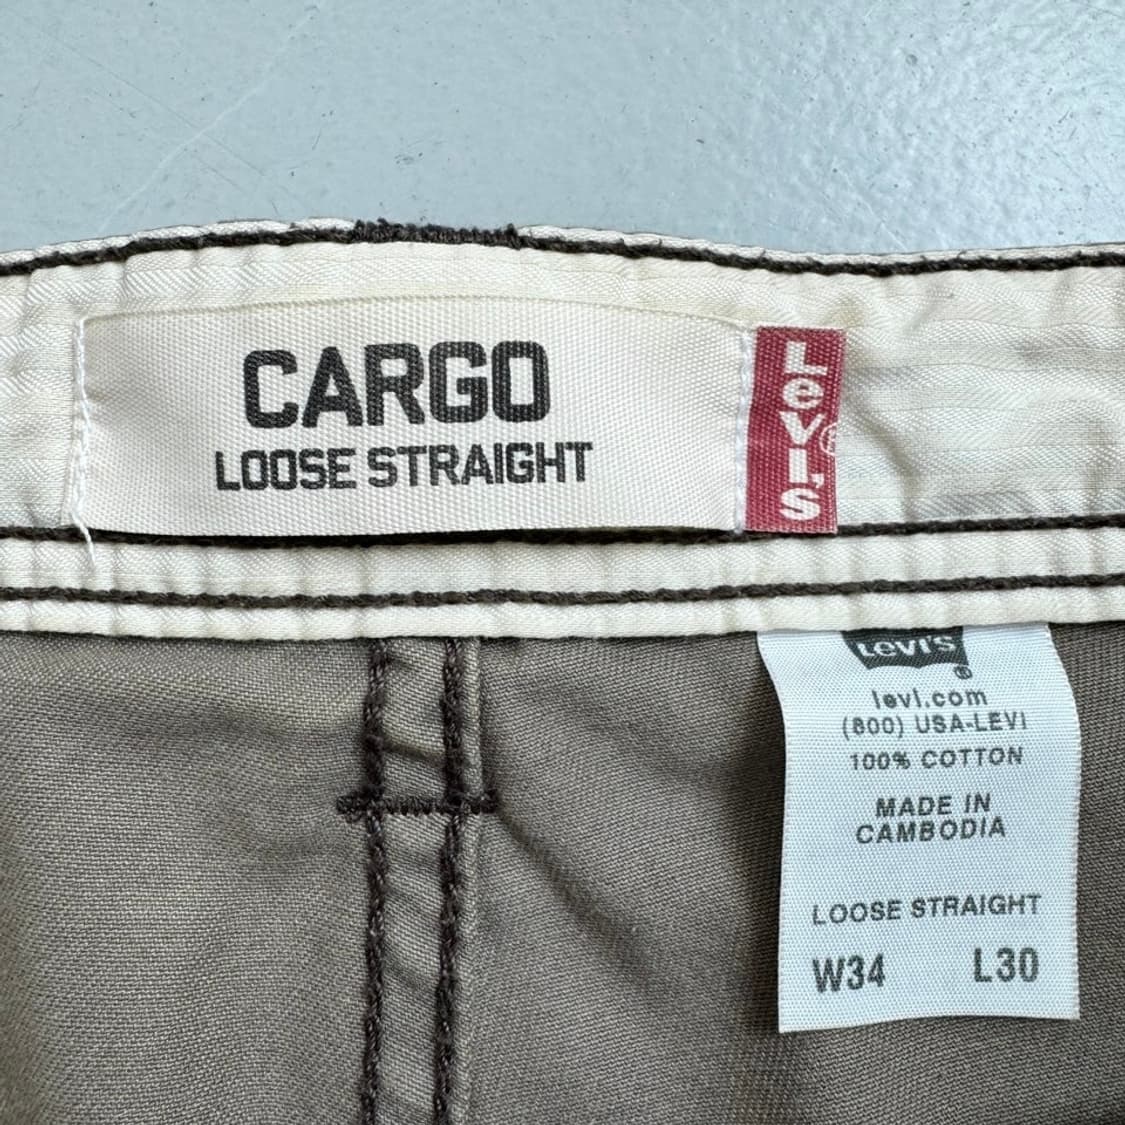 CARGO
LOOSE STRAIGHT
LEVI'S®
LEVI'S
®
levi.com
(800) USA-LEVI
100% COTTON
MADE IN
CAMBODIA
LOOSE STRAIGHT
W34 L30